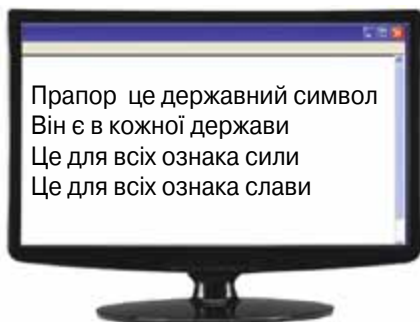 Прапор це державний символ
Він є в кожної держави
Це для всіх ознака сили
Це для всіх ознака слави